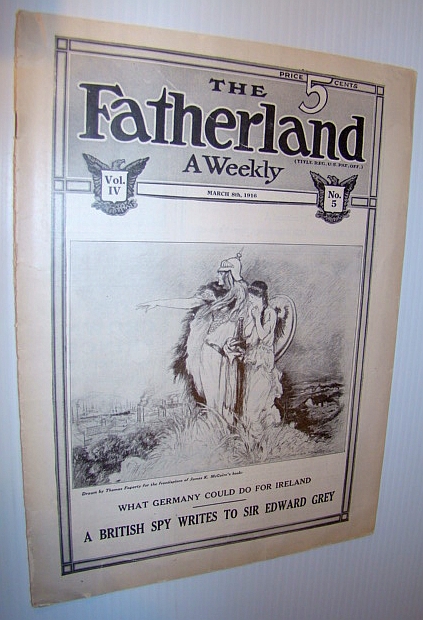 PRICE 5 CENTS
THE
Fatherland
A Weekly
(TITLE REG. U.S. PAT. OFF.)
Vol.
IV
MARCH 8th, 1916
No.
5
Drawn by Thomas Fogarty for the frontispiece of James K. McGuire's book:
WHAT GERMANY COULD DO FOR IRELAND
A BRITISH SPY WRITES TO SIR EDWARD GREY